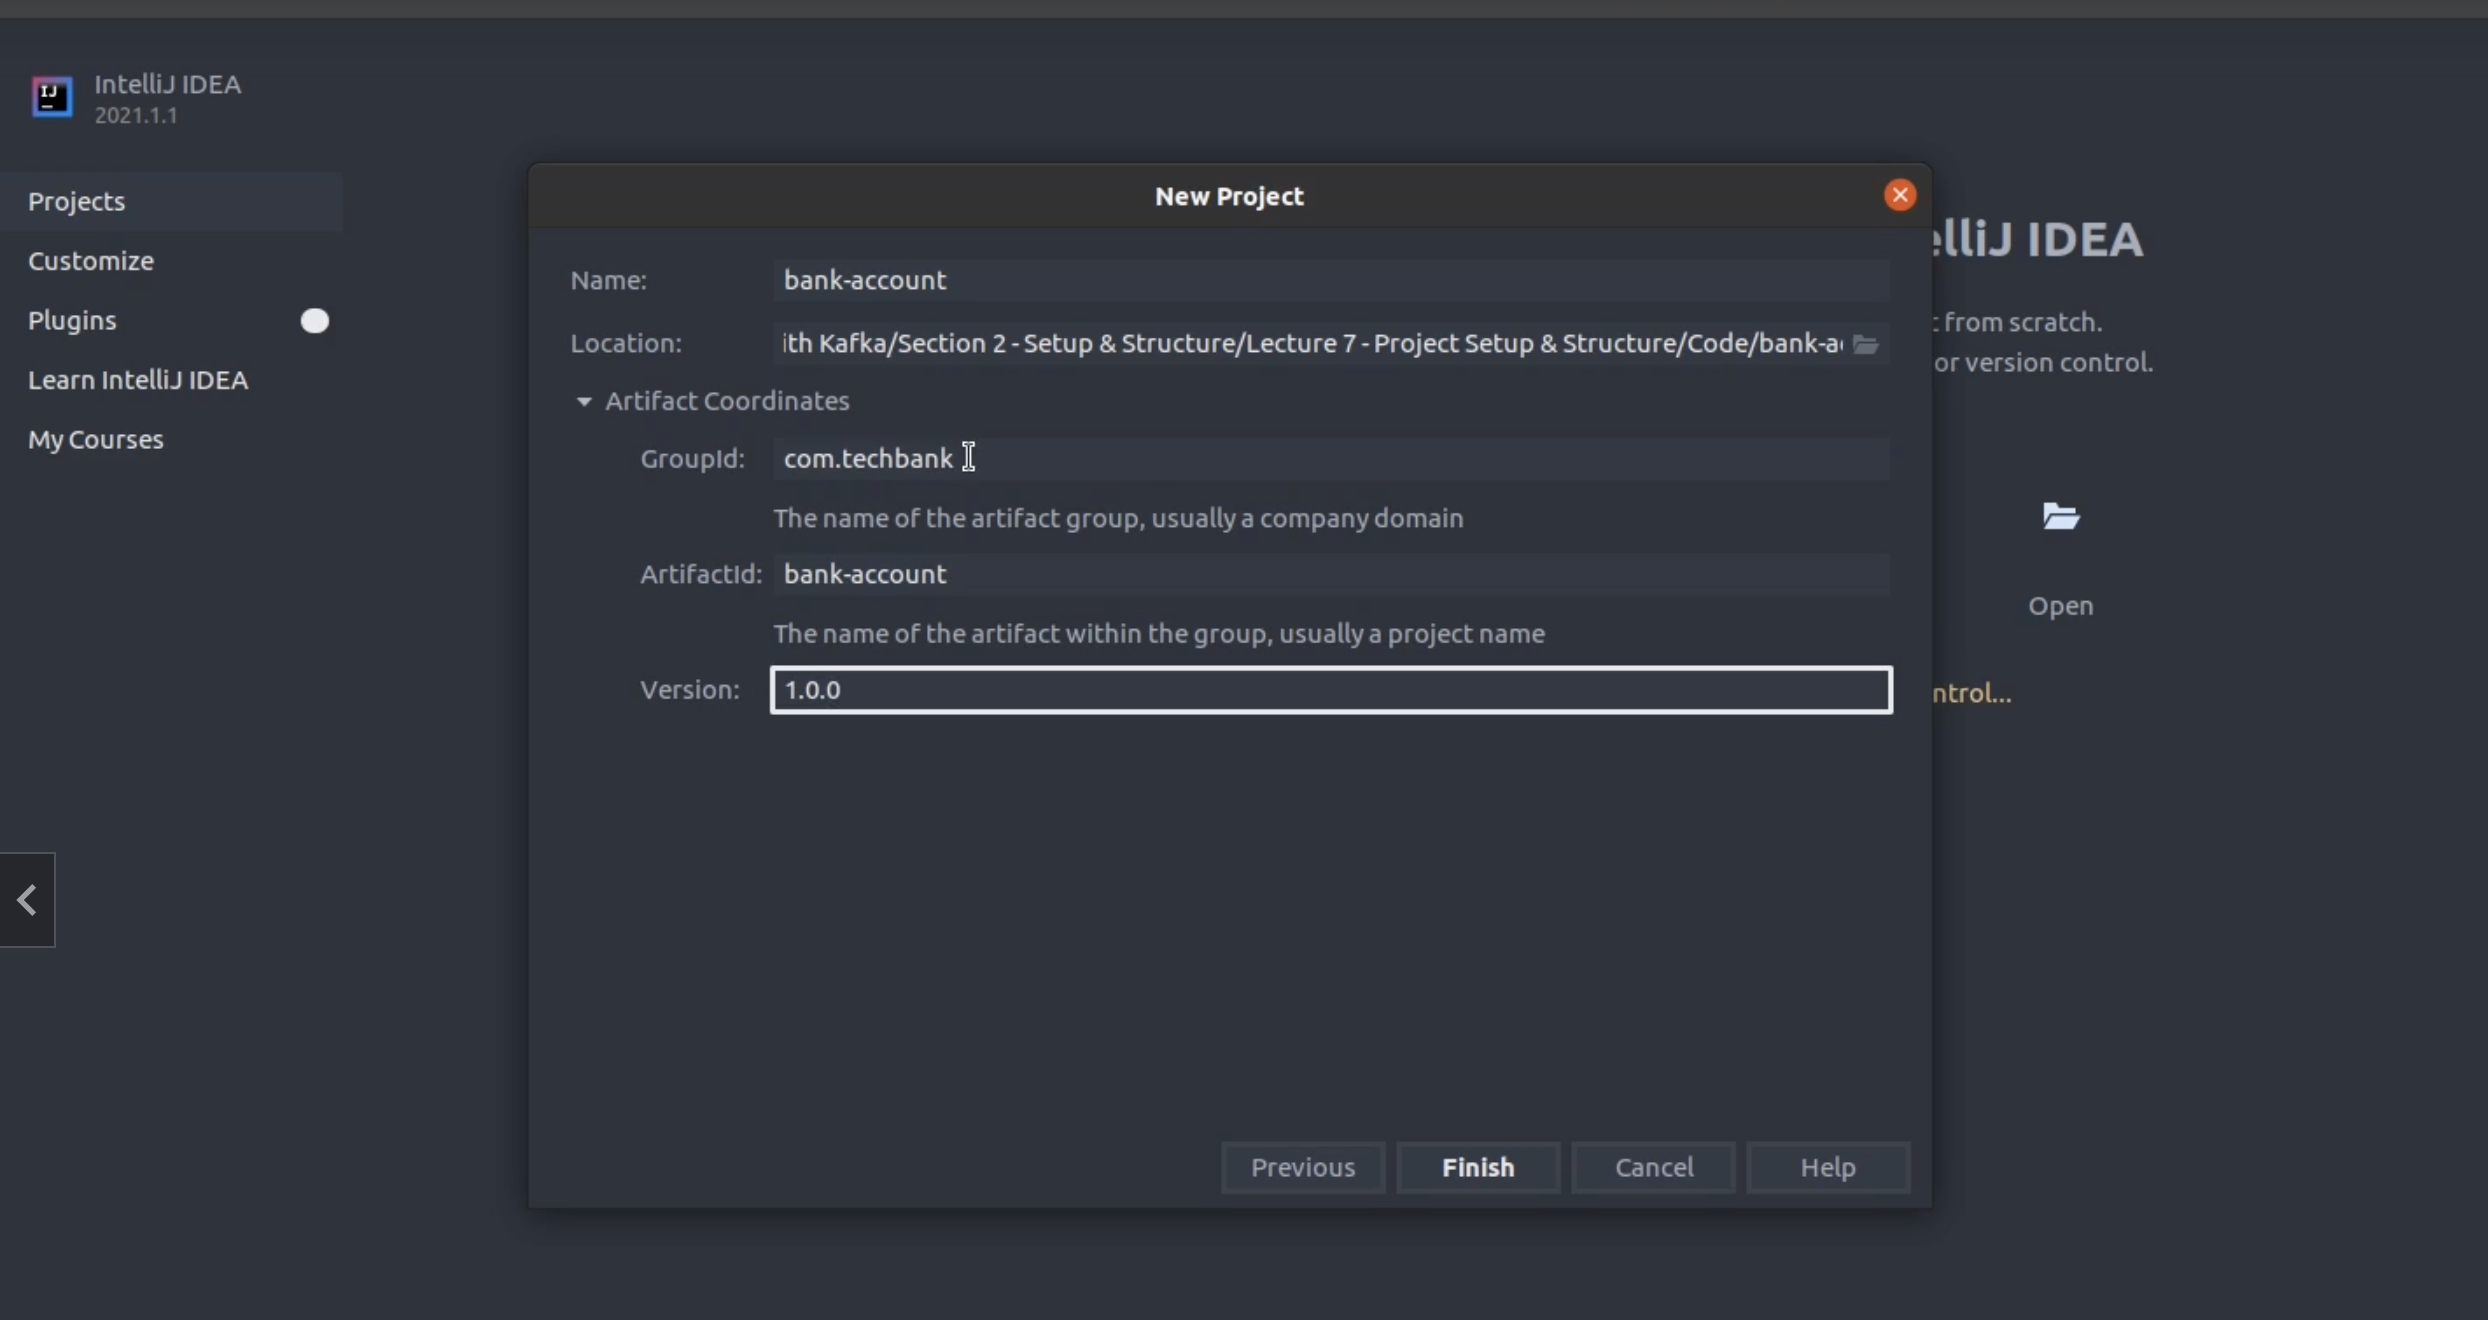 IntelliJ IDEA
2021.1.1
Projects
Customize
Plugins
Learn IntelliJ IDEA
My Courses
New Project
Name: bank-account
Location: ith Kafka/Section 2 - Setup & Structure/Lecture 7 - Project Setup & Structure/Code/bank-a
Artifact Coordinates
GroupId: com.techbank
The name of the artifact group, usually a company domain
ArtifactId: bank-account
The name of the artifact within the group, usually a project name
Version: 1.0.0
Previous Finish Cancel Help
elliJ IDEA
t from scratch.
or version control.
Open
ntrol...